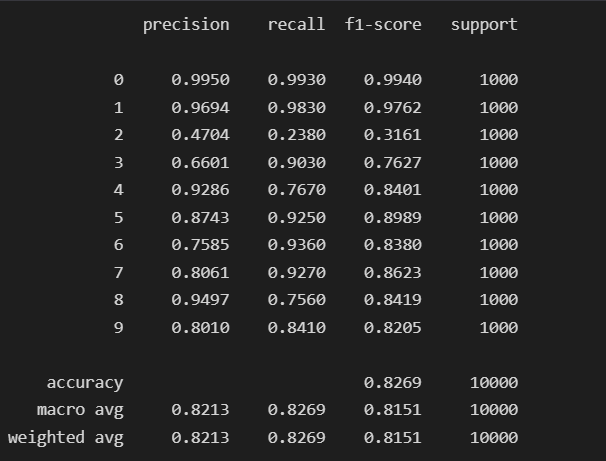 precision recall f1-score support
0 0.9950 0.9930 0.9940 1000
1 0.9694 0.9830 0.9762 1000
2 0.4704 0.2380 0.3161 1000
3 0.6601 0.9030 0.7627 1000
4 0.9286 0.7670 0.8401 1000
5 0.8743 0.9250 0.8989 1000
6 0.7585 0.9360 0.8380 1000
7 0.8061 0.9270 0.8623 1000
8 0.9497 0.7560 0.8419 1000
9 0.8010 0.8410 0.8205 1000
accuracy 0.8269 10000
macro avg 0.8213 0.8269 0.8151 10000
weighted avg 0.8213 0.8269 0.8151 10000